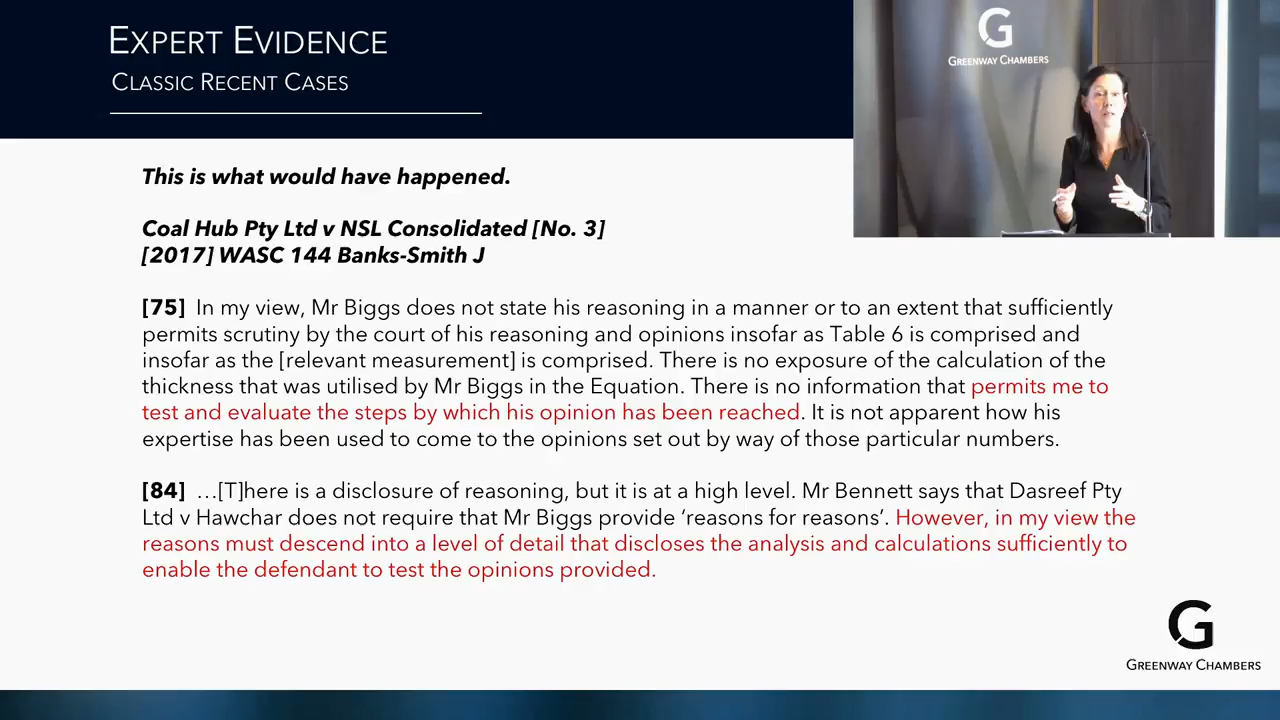 EXPERT EVIDENCE
CLASSIC RECENT CASES
G
GREENWAY CHAMBERS
This is what would have happened.
Coal Hub Pty Ltd v NSL Consolidated [No. 3]
[2017] WASC 144 Banks-Smith J
[75] In my view, Mr Biggs does not state his reasoning in a manner or to an extent that sufficiently
permits scrutiny by the court of his reasoning and opinions insofar as Table 6 is comprised and
insofar as the [relevant measurement] is comprised. There is no exposure of the calculation of the
thickness that was utilised by Mr Biggs in the Equation. There is no information that permits me to
test and evaluate the steps by which his opinion has been reached. It is not apparent how his
expertise has been used to come to the opinions set out by way of those particular numbers.
[84] …[T]here is a disclosure of reasoning, but it is at a high level. Mr Bennett says that Dasreef Pty
Ltd v Hawchar does not require that Mr Biggs provide ‘reasons for reasons’. However, in my view the
reasons must descend into a level of detail that discloses the analysis and calculations sufficiently to
enable the defendant to test the opinions provided.
G
GREENWAY CHAMBERS